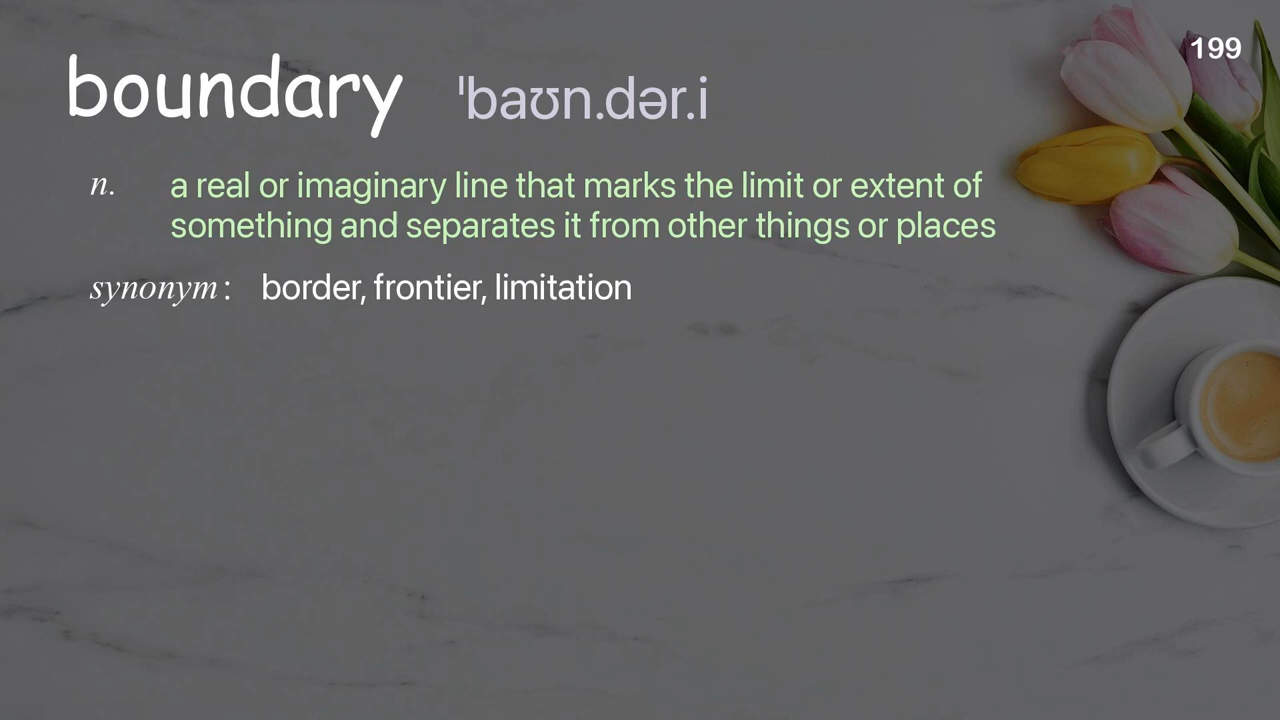 199
boundary ˈbaʊn.dər.i
n. a real or imaginary line that marks the limit or extent of
something and separates it from other things or places
synonym: border, frontier, limitation